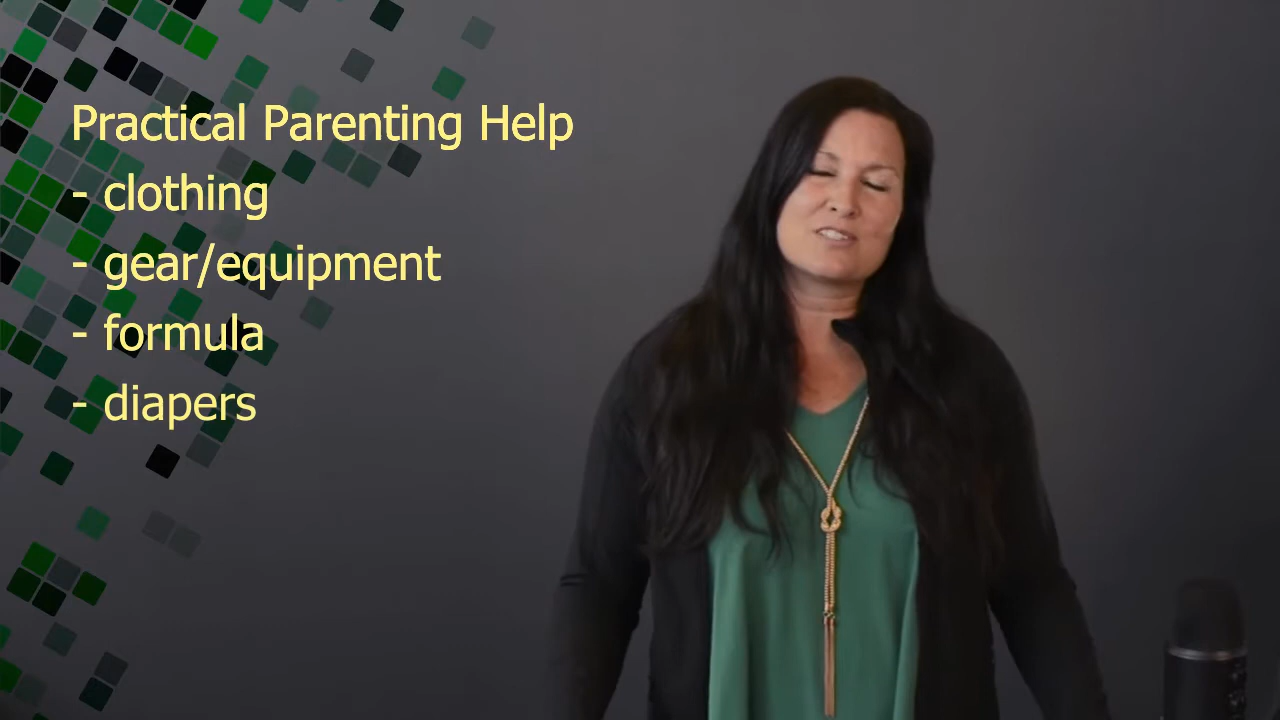 Practical Parenting Help
- clothing
- gear/equipment
- formula
- diapers